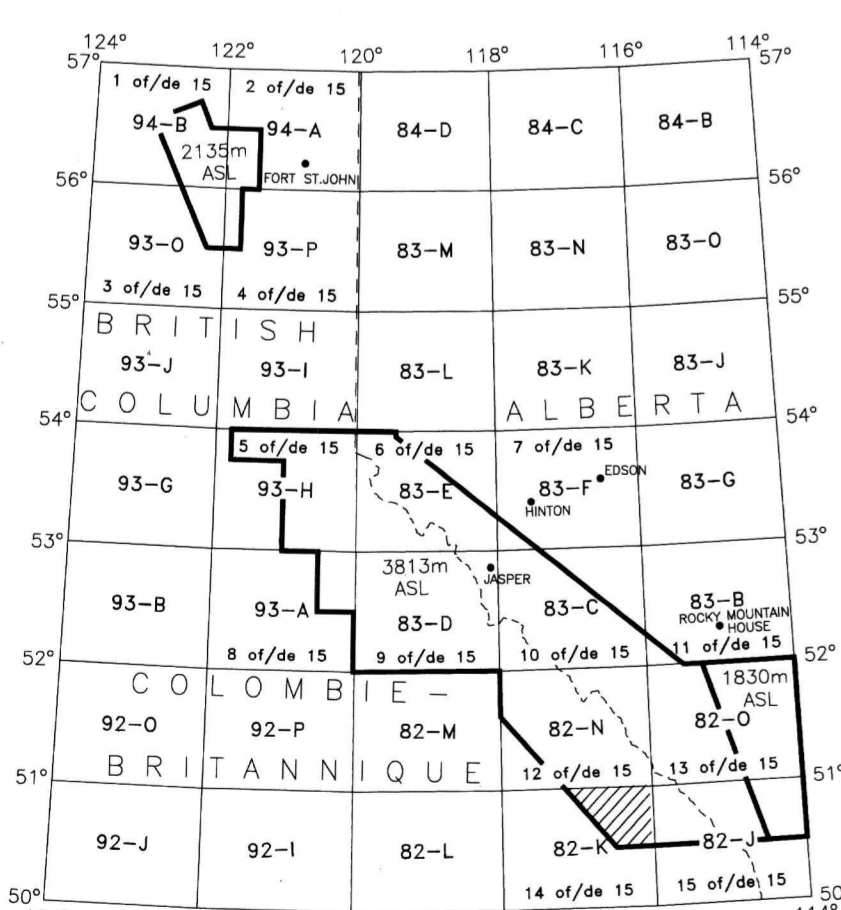 124° 122° 120° 118° 116° 114°
57° 57°
1 of/de 15 2 of/de 15
94-B 94-A 84-D 84-C 84-B
2135m
ASL
FORT ST.JOHN
56° 56°
93-O 93-P 83-M 83-N 83-O
3 of/de 15 4 of/de 15
55° 55°
BRITISH
93-J 93-I 83-L 83-K 83-J
COLUMBIA ALBERTA
54° 54°
5 of/de 15 6 of/de 15 7 of/de 15
EDSON
93-G 93-H 83-E 83-F 83-G
HINTON
53° 53°
3813m
ASL
JASPER
93-B 93-A 83-D 83-C 83-B
ROCKY MOUNTAIN
HOUSE
8 of/de 15 9 of/de 15 10 of/de 15 11 of/de 15
52° 52°
1830m
ASL
COLOMBIE-
92-O 92-P 82-M 82-N 82-O
BRITANNIQUE
12 of/de 15 13 of/de 15
51° 51°
92-J 92-I 82-L 82-K 82-J
14 of/de 15 15 of/de 15
50° 50°